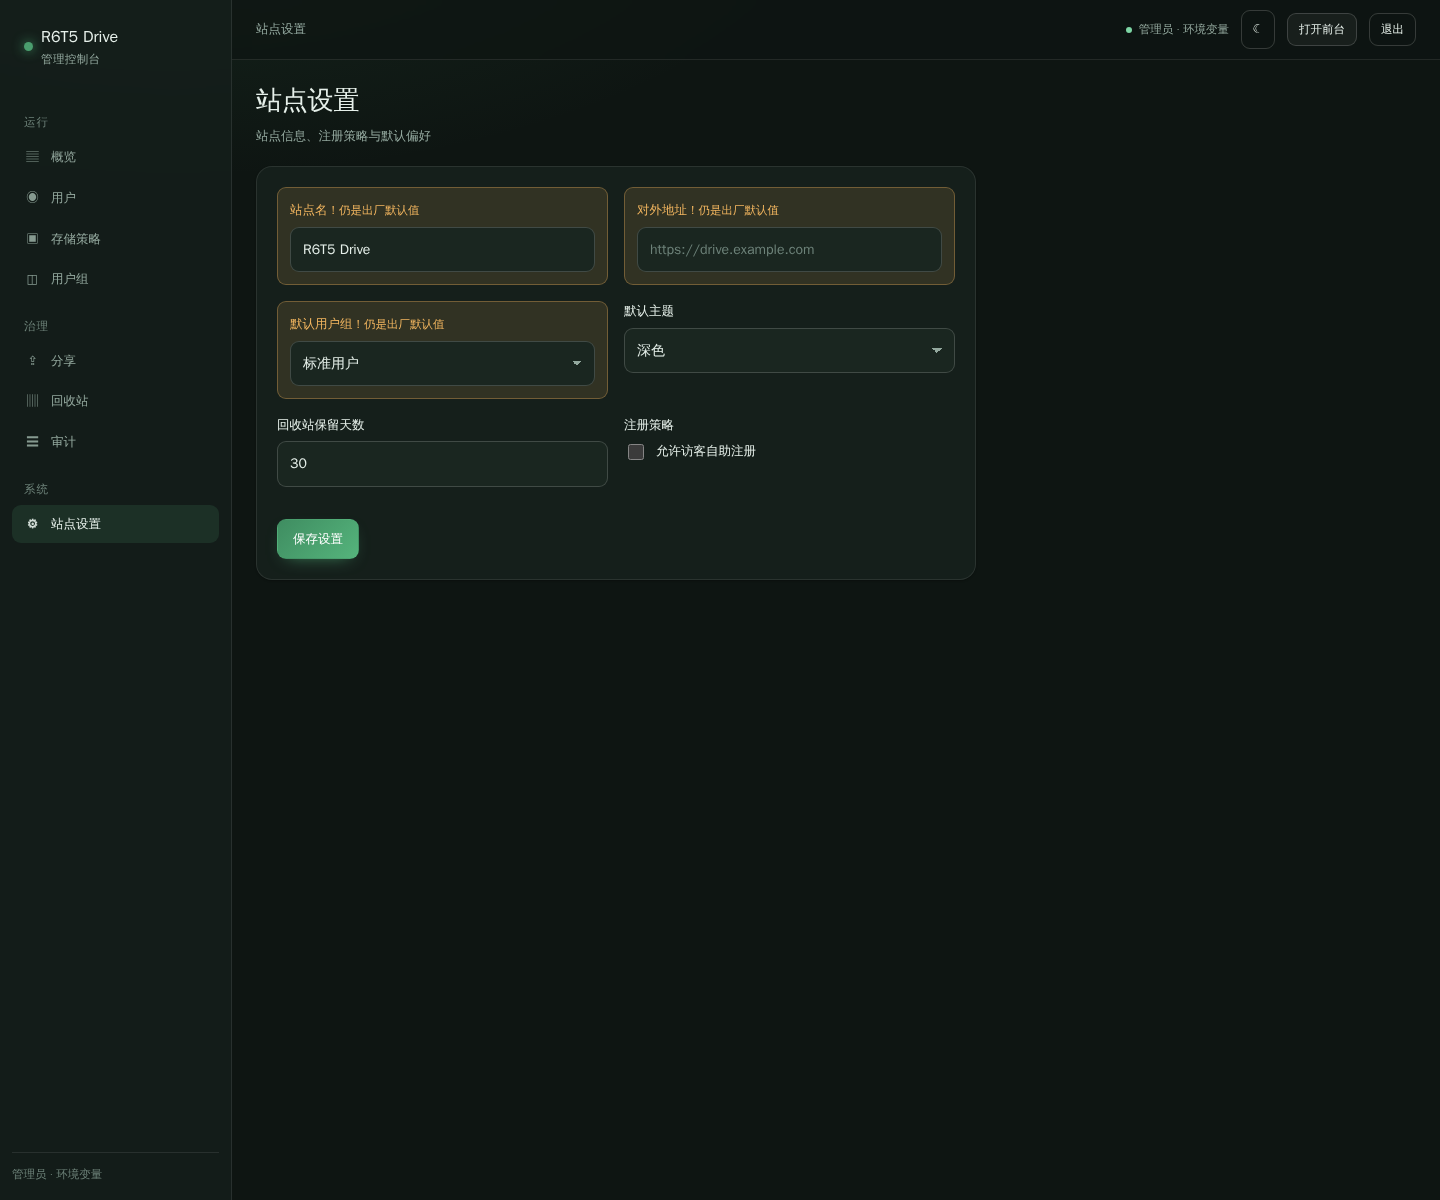 R6T5 Drive
管理控制台
运行
概览
用户
存储策略
用户组
治理
分享
回收站
审计
系统
站点设置
管理员 · 环境变量
站点设置
管理员 · 环境变量
打开前台
退出
站点设置
站点信息、注册策略与默认偏好
站点名！仍是出厂默认值
R6T5 Drive
对外地址！仍是出厂默认值
https://drive.example.com
默认用户组！仍是出厂默认值
标准用户
默认主题
深色
回收站保留天数
30
注册策略
允许访客自助注册
保存设置